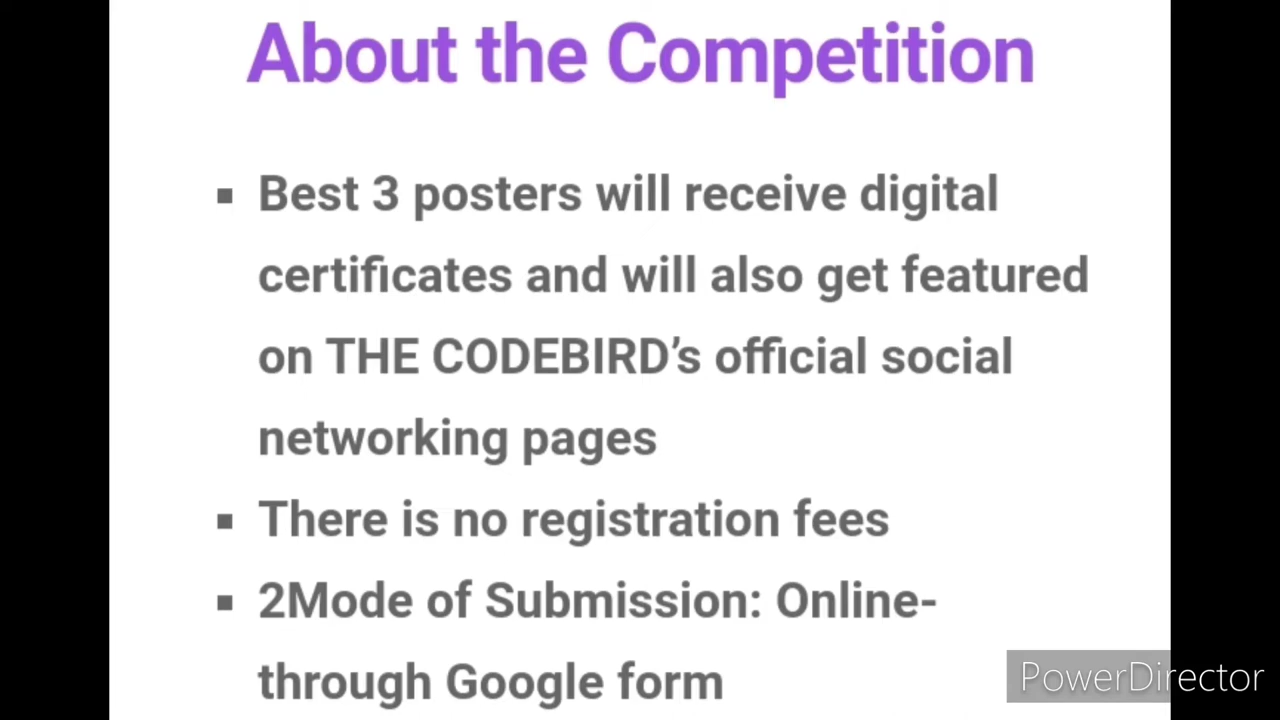 About the Competition
▪ Best 3 posters will receive digital
certificates and will also get featured
on THE CODEBIRD’s official social
networking pages
▪ There is no registration fees
▪ 2Mode of Submission: Online-
through Google form
PowerDirector